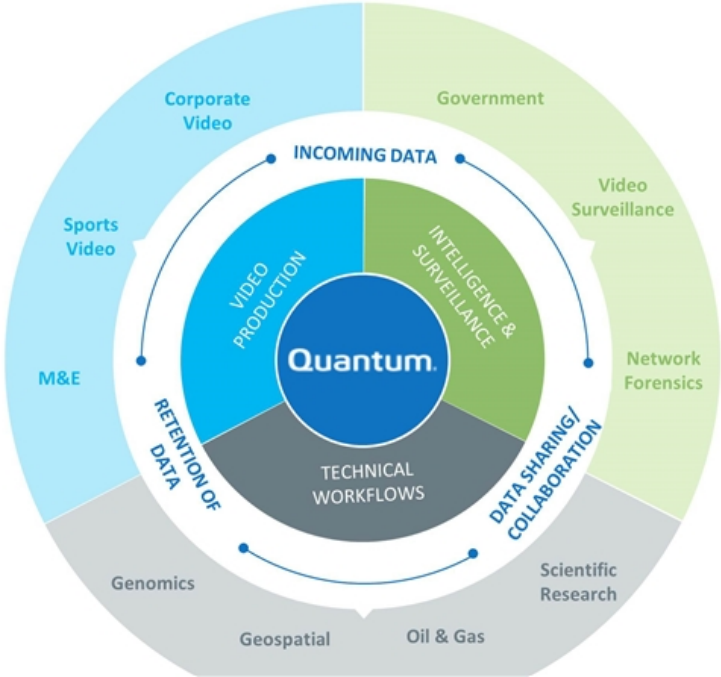 Corporate
Video
Government
INCOMING DATA
Video
Surveillance
Sports
Video
VIDEO
PRODUCTION
INTELLIGENCE &
SURVEILLANCE
Quantum.
M&E
Network
Forensics
RETENTION OF
DATA
TECHNICAL
WORKFLOWS
DATA SHARING/
COLLABORATION
Genomics
Scientific
Research
Geospatial
Oil & Gas